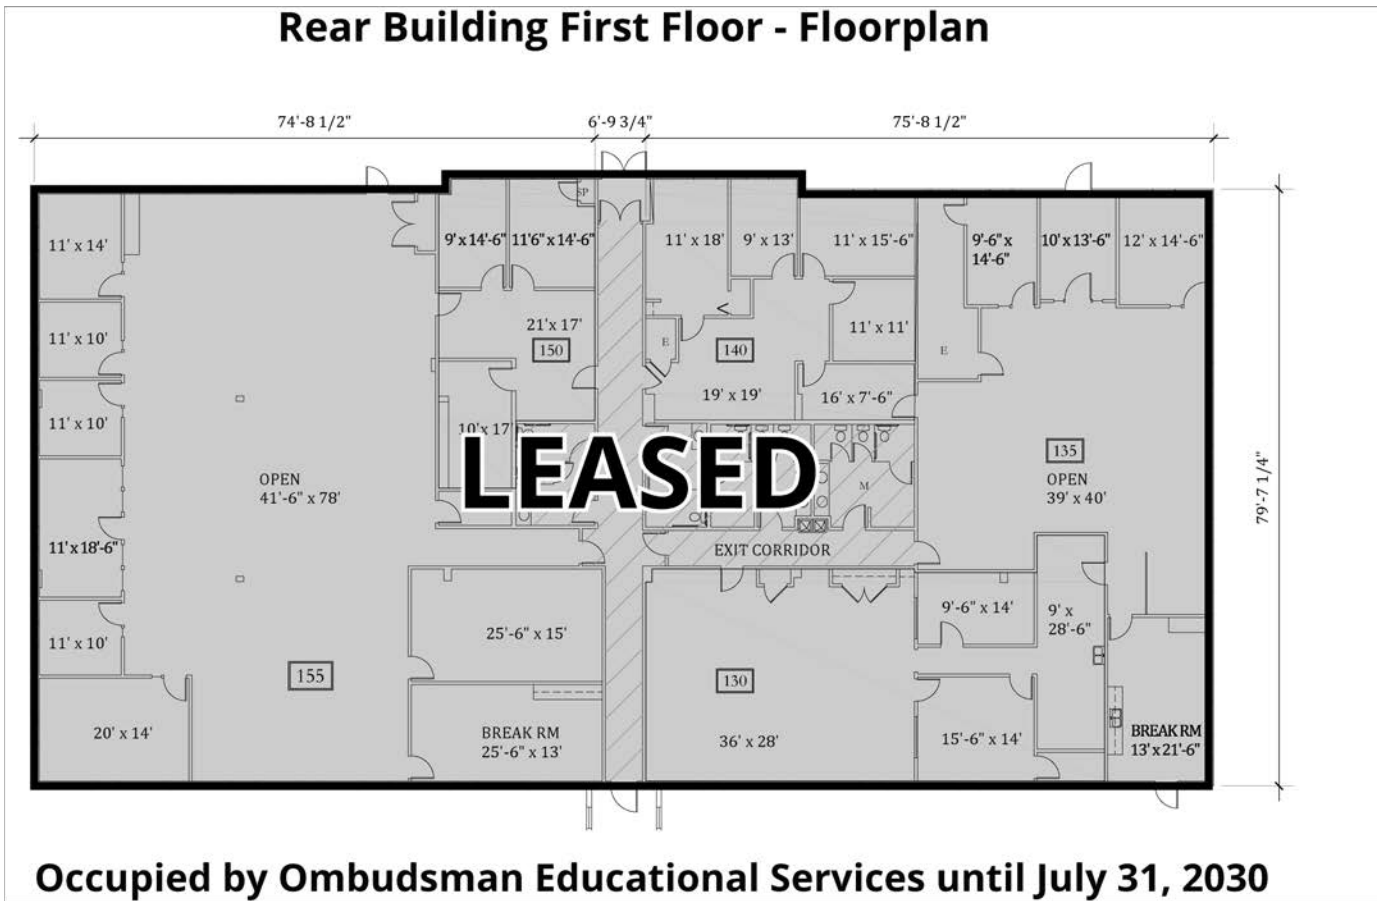 Rear Building First Floor - Floorplan
74'-8 1/2"
6'-9 3/4"
75'-8 1/2"
SP
11' x 14'
9' x 14'-6"
11'6" x 14'-6"
11' x 18'
9' x 13'
11' x 15'-6"
9'-6" x
14'-6"
10' x 13'-6"
12' x 14'-6"
11' x 10'
21' x 17'
150
E
140
11' x 11'
E
19' x 19'
16' x 7'-6"
11' x 10'
10' x 17'
LEASED
135
OPEN
39' x 40'
OPEN
41'-6" x 78'
M
79'-7 1/4"
11' x 18'-6"
EXIT CORRIDOR
11' x 10'
25'-6" x 15'
9'-6" x 14'
9' x
28'-6"
155
130
20' x 14'
BREAK RM
25'-6" x 13'
36' x 28'
15'-6" x 14'
BREAK RM
13' x 21'-6"
Occupied by Ombudsman Educational Services until July 31, 2030